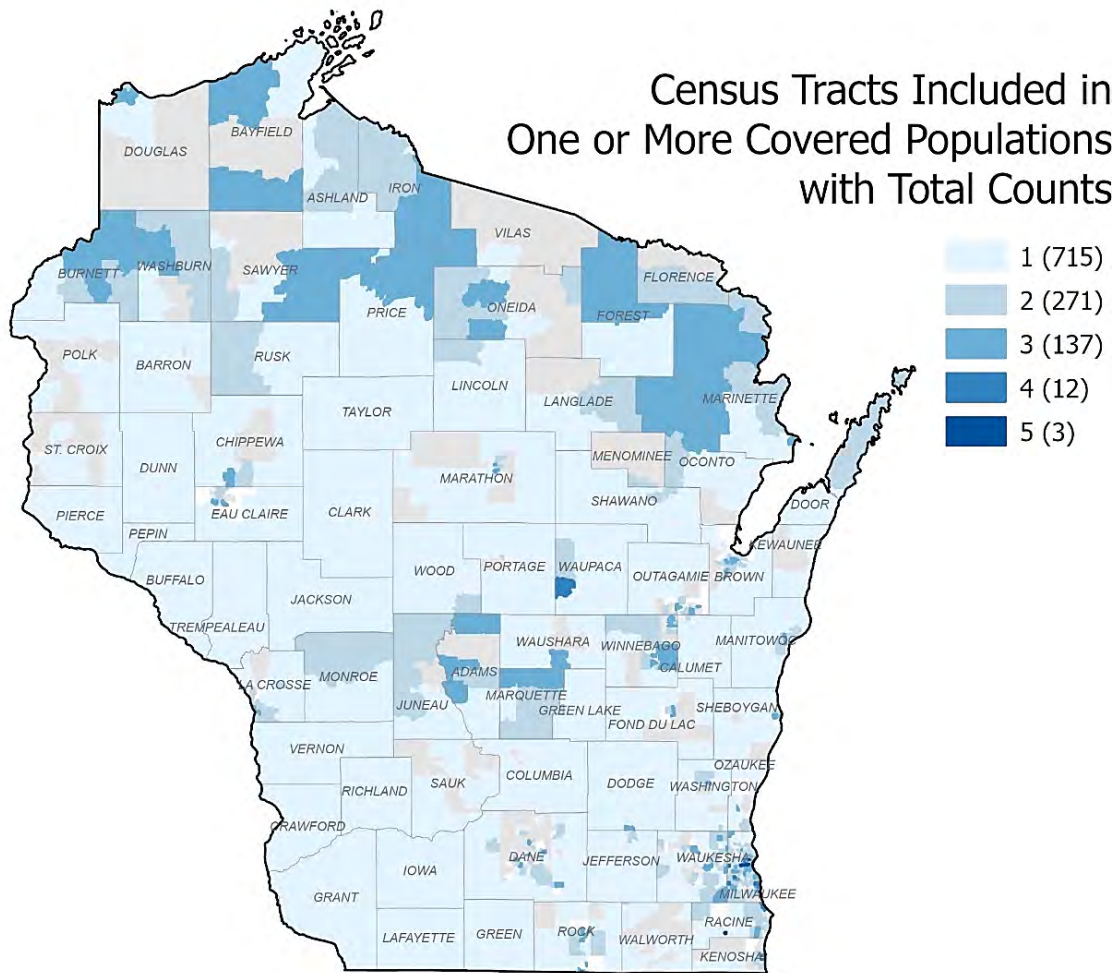 Census Tracts Included in
One or More Covered Populations
with Total Counts
1 (715)
2 (271)
3 (137)
4 (12)
5 (3)
BAYFIELD
DOUGLAS
ASHLAND
IRON
VILAS
BURNETT
WASHBURN
SAWYER
FLORENCE
ONEIDA
PRICE
FOREST
POLK
BARRON
RUSK
LINCOLN
LANGLADE
MARINETTE
TAYLOR
CHIPPEWA
ST. CROIX
DUNN
MENOMINEE
OCONTO
MARATHON
SHAWANO
DOOR
PIERCE
EAU CLAIRE
CLARK
PEPIN
KEWAUNEE
BUFFALO
WOOD
PORTAGE
WAUPACA
OUTAGAMIE
BROWN
JACKSON
TREMPEALEAU
WAUSHARA
WINNEBAGO
MANITOWOC
CALUMET
LA CROSSE
MONROE
ADAMS
MARQUETTE
JUNEAU
GREEN LAKE
FOND DU LAC
SHEBOYGAN
VERNON
COLUMBIA
DODGE
OZAUKEE
WASHINGTON
SAUK
RICHLAND
CRAWFORD
DANE
JEFFERSON
WAUKESHA
IOWA
MILWAUKEE
GRANT
RACINE
LAFAYETTE
GREEN
ROCK
WALWORTH
KENOSHA